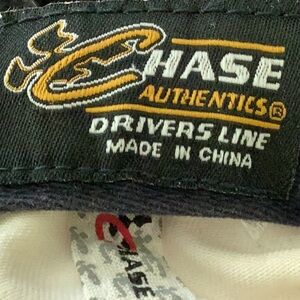 CHASE
AUTHENTICS®
DRIVERS LINE
MADE IN CHINA
CHASE